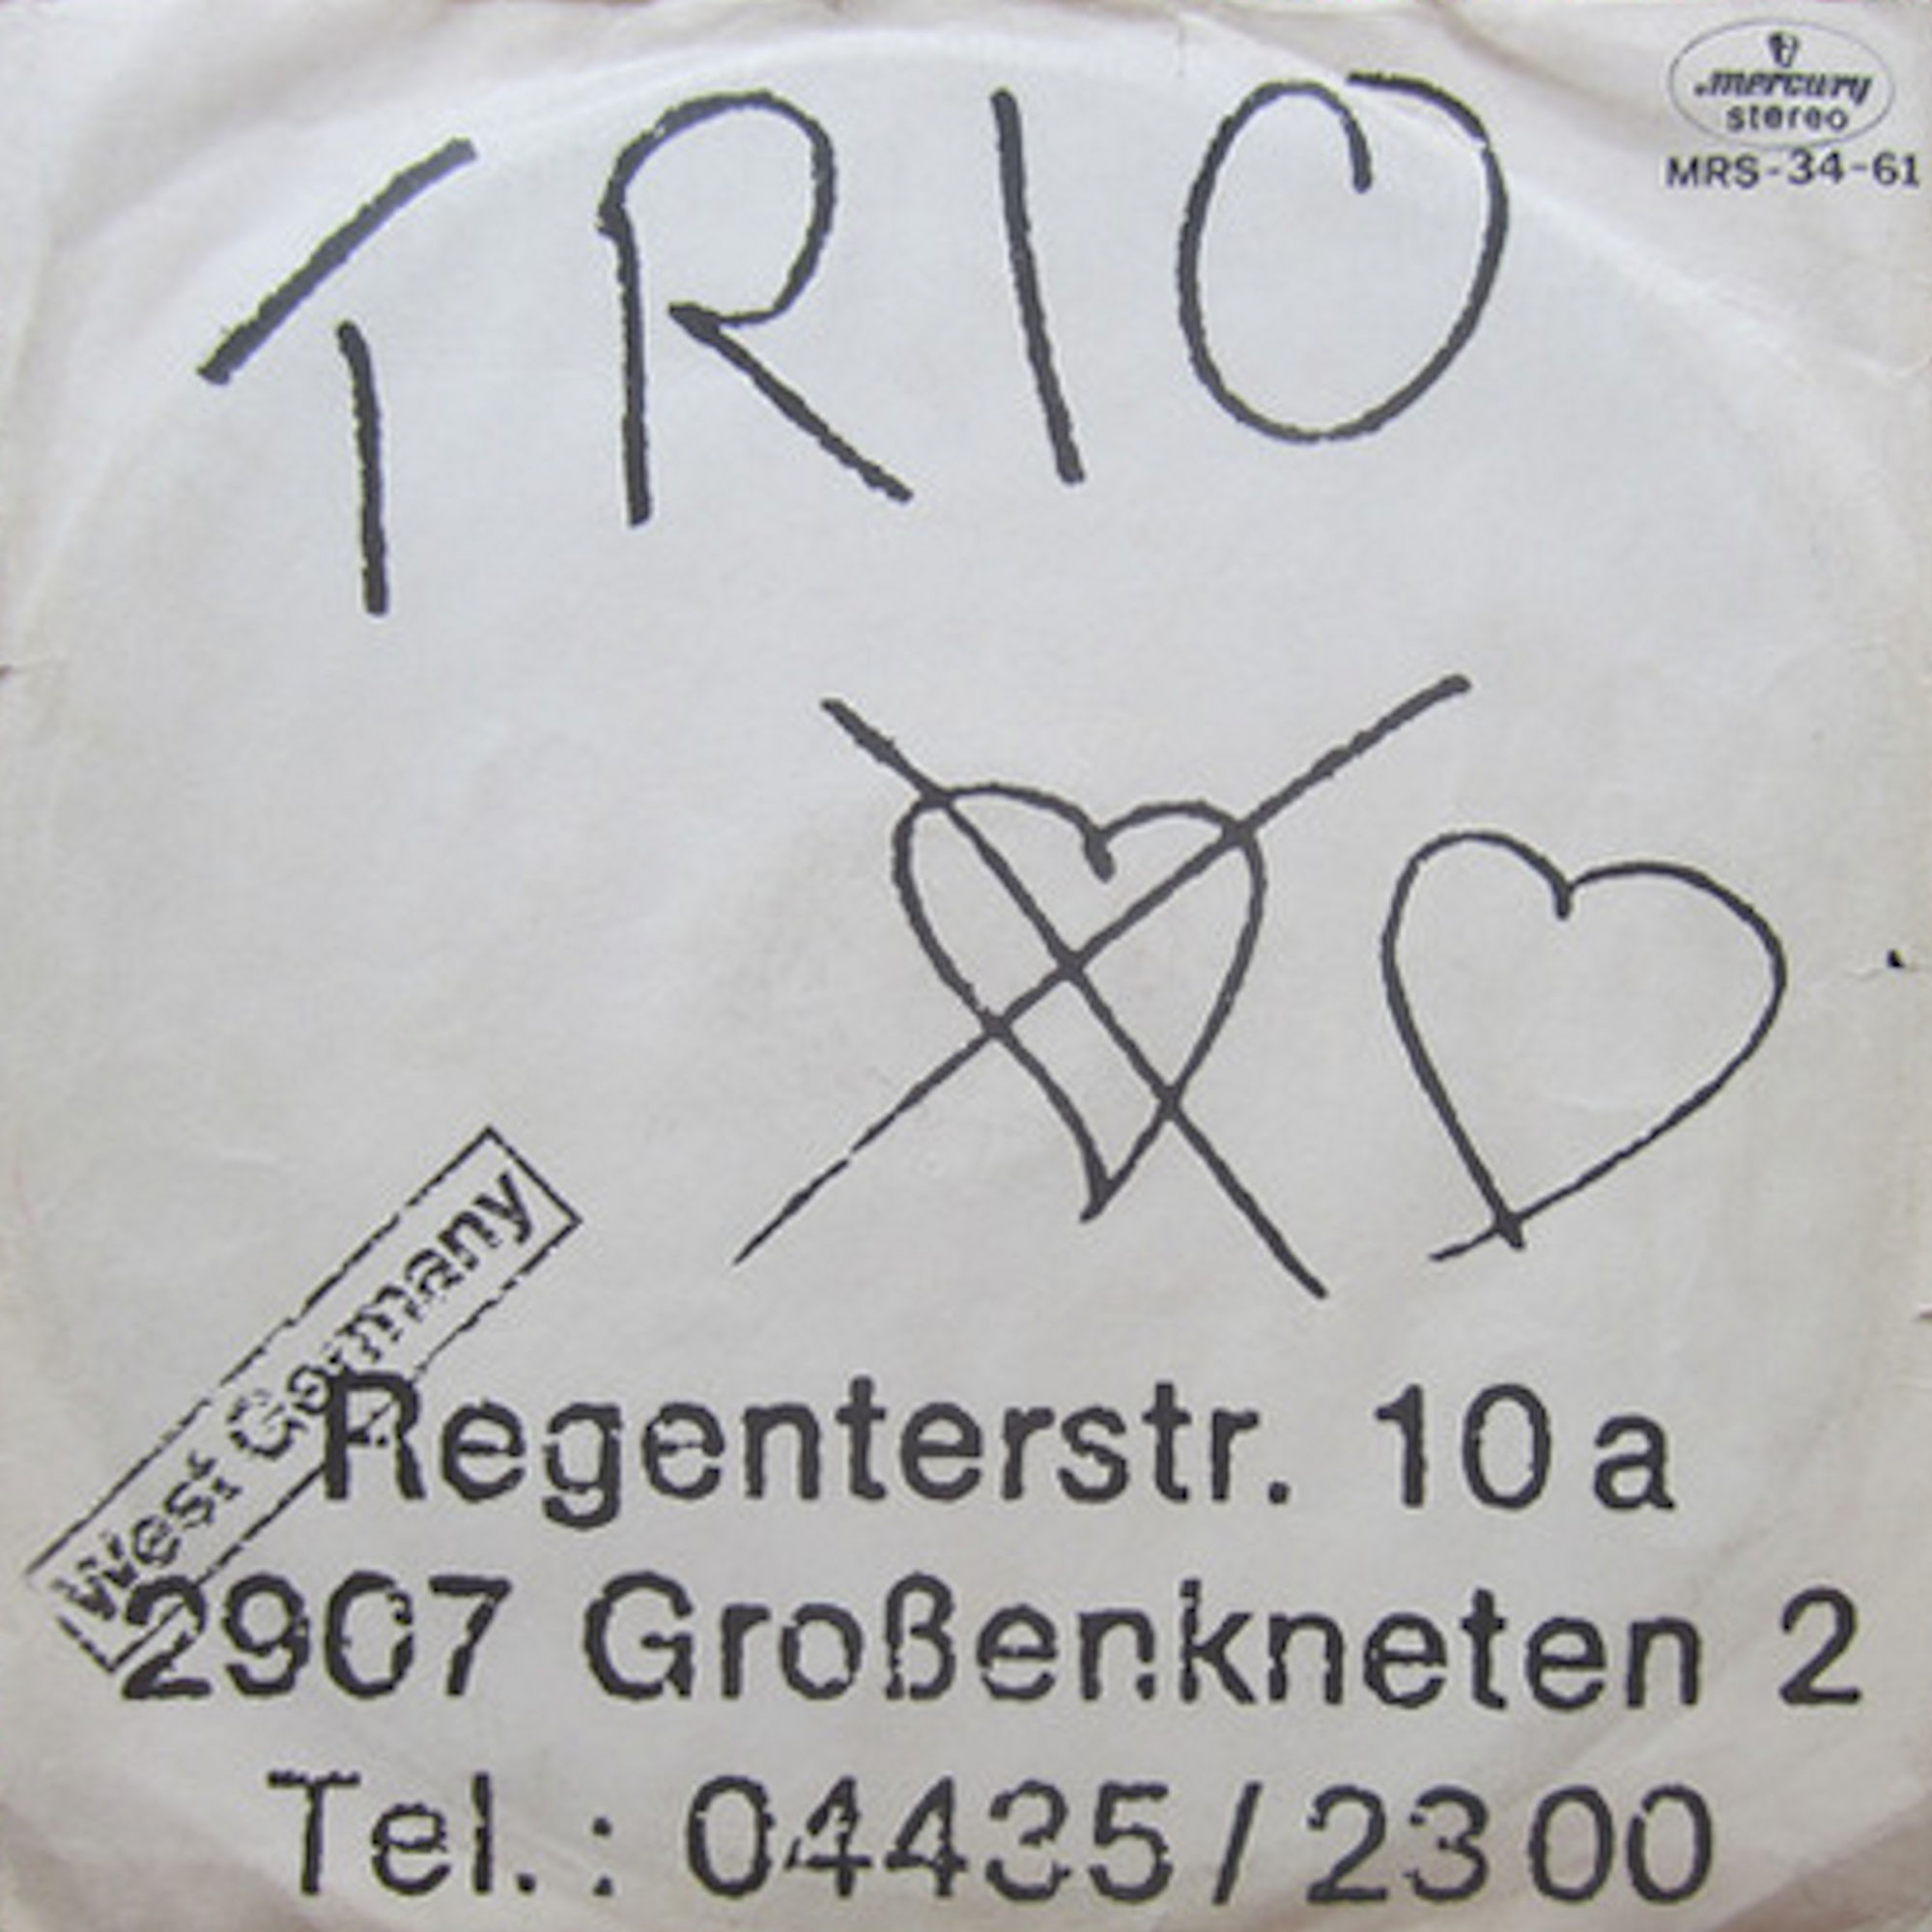 TRIO
mercury
stereo
MRS-34-61
West Germany
Regenterstr. 10 a
2907 Großenkneten 2
Tel.: 04435/2300